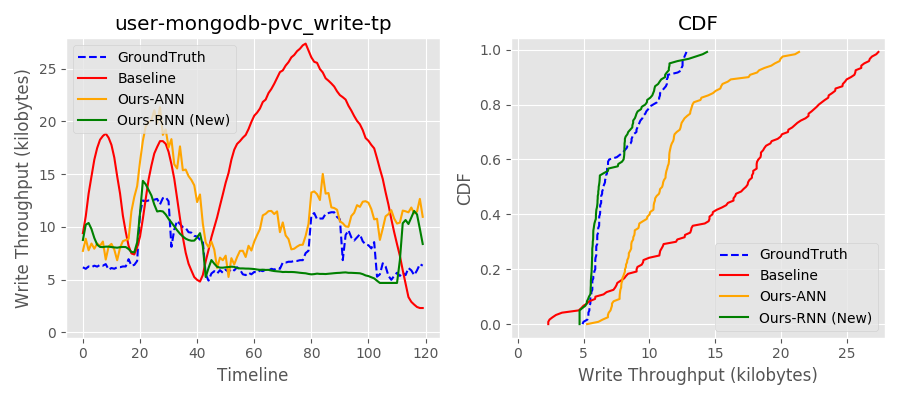 user-mongodb-pvc_write-tp
Write Throughput (kilobytes)
25
20
15
10
5
0
GroundTruth
Baseline
Ours-ANN
Ours-RNN (New)
0
20
40
60
80
100
120
Timeline
CDF
CDF
1.0
0.8
0.6
0.4
0.2
0.0
GroundTruth
Baseline
Ours-ANN
Ours-RNN (New)
0
5
10
15
20
25
Write Throughput (kilobytes)